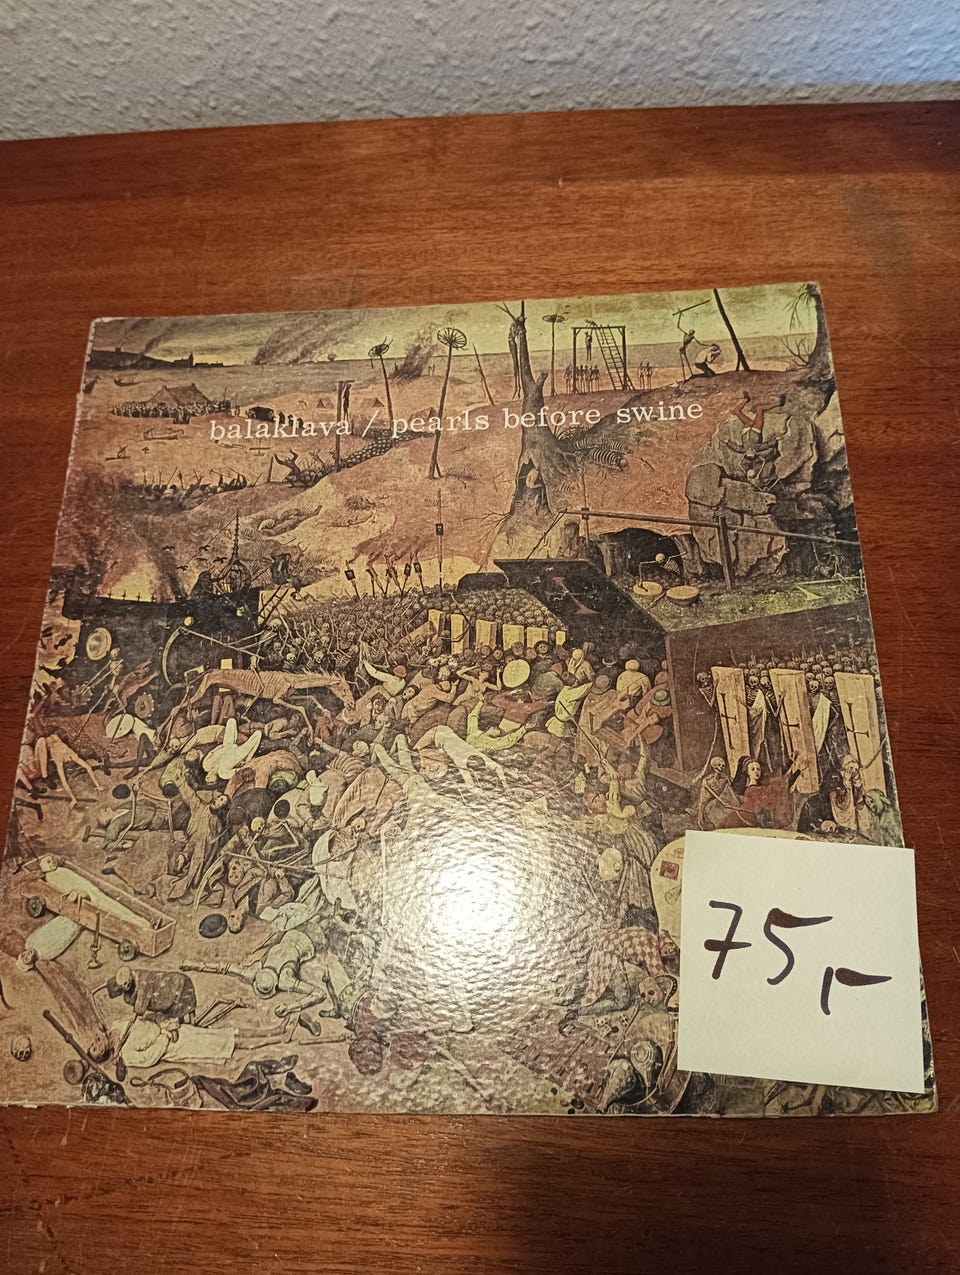 balaklava / pearls before swine
75,-